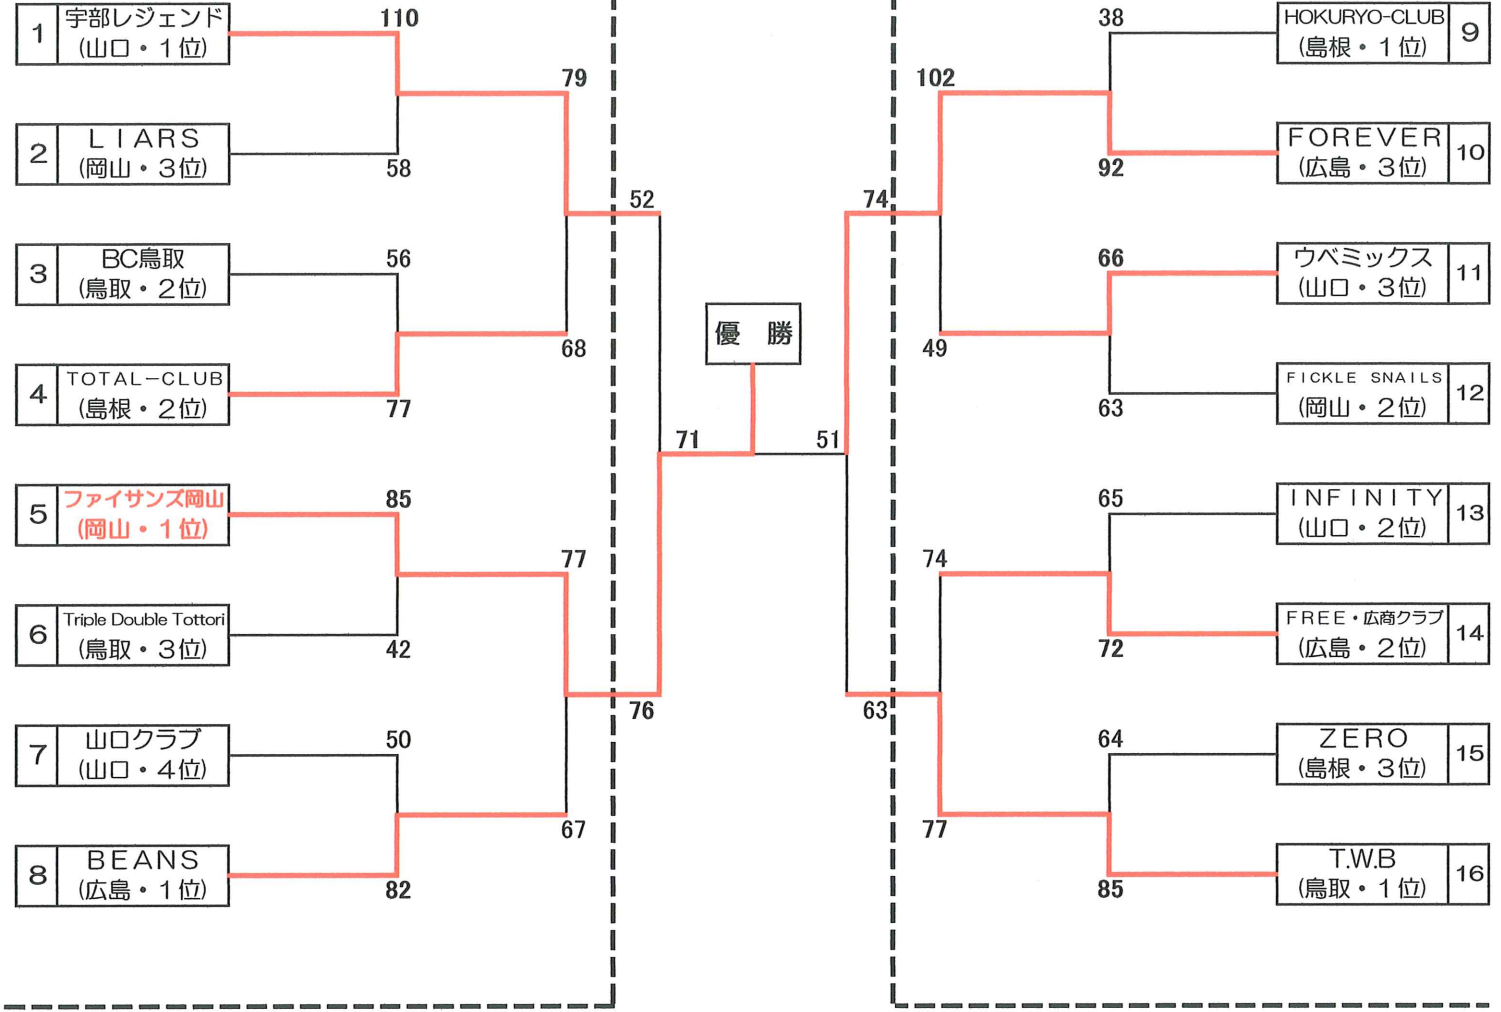 1
宇部レジェンド
(山口・1位)
2
LIARS
(岡山・3位)
3
BC鳥取
(鳥取・2位)
4
TOTAL-CLUB
(島根・2位)
5
ファイサンズ岡山
(岡山・1位)
6
Triple Double Tottori
(鳥取・3位)
7
山口クラブ
(山口・4位)
8
BEANS
(広島・1位)
110
58
56
77
85
42
50
82
79
68
77
67
52
76
71
優 勝
51
74
63
102
49
74
77
38
92
66
63
65
72
64
85
HOKURYO-CLUB
(島根・1位)
9
FOREVER
(広島・3位)
10
ウベミックス
(山口・3位)
11
FICKLE SNAILS
(岡山・2位)
12
INFINITY
(山口・2位)
13
FREE・広商クラブ
(広島・2位)
14
ZERO
(島根・3位)
15
T.W.B
(鳥取・1位)
16